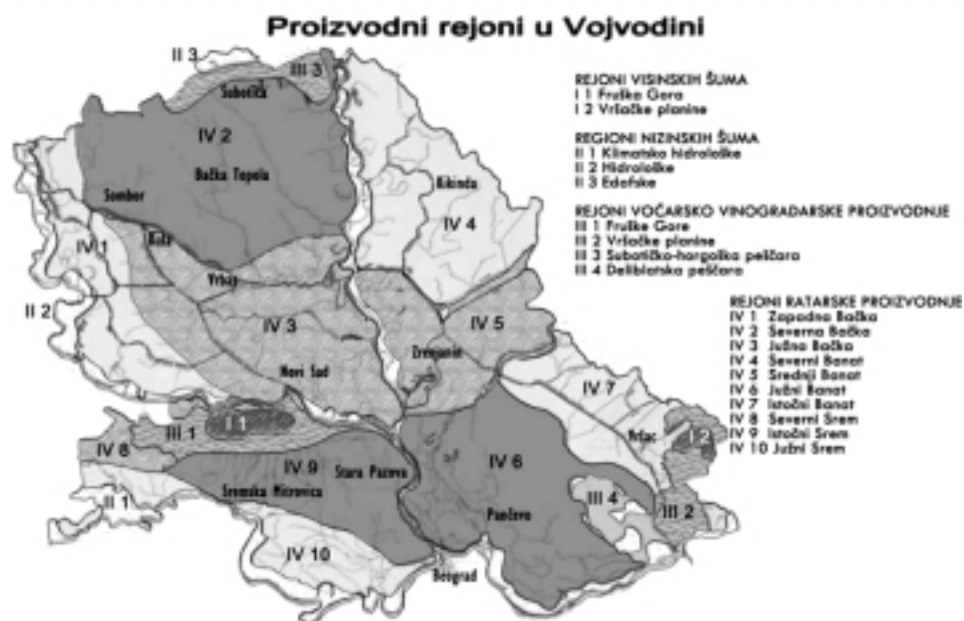 Proizvodni rejoni u Vojvodini
REJONI VISINSKIH ŠUMA
I 1 Fruška Gora
I 2 Vršačke planine
REGIONI NIZINSKIH ŠUMA
II 1 Klimatsko hidrološke
II 2 Hidrološke
II 3 Edafske
REJONI VOĆARSKO VINOGRADARSKE PROIZVODNJE
III 1 Fruške Gore
III 2 Vršačke planine
III 3 Subotičko-horgoška peščara
III 4 Deliblatska peščara
REJONI RATARSKE PROIZVODNJE
IV 1 Zapadna Bačka
IV 2 Severna Bačka
IV 3 Južna Bačka
IV 4 Severni Banat
IV 5 Srednji Banat
IV 6 Južni Banat
IV 7 Istočni Banat
IV 8 Severni Srem
IV 9 Istočni Srem
IV 10 Južni Srem
II 3
III 3
Subotica
IV 2
Bačka Topola
Kikinda
Sombor
IV 4
IV 1
Kula
Vrbas
II 2
IV 3
IV 5
Zrenjanin
Novi Sad
IV 7
I 1
III 1
Vršac
I 2
IV 8
IV 9
Stara Pazova
IV 6
Sremska Mitrovica
II 1
Pančevo
III 4
III 2
IV 10
Beograd